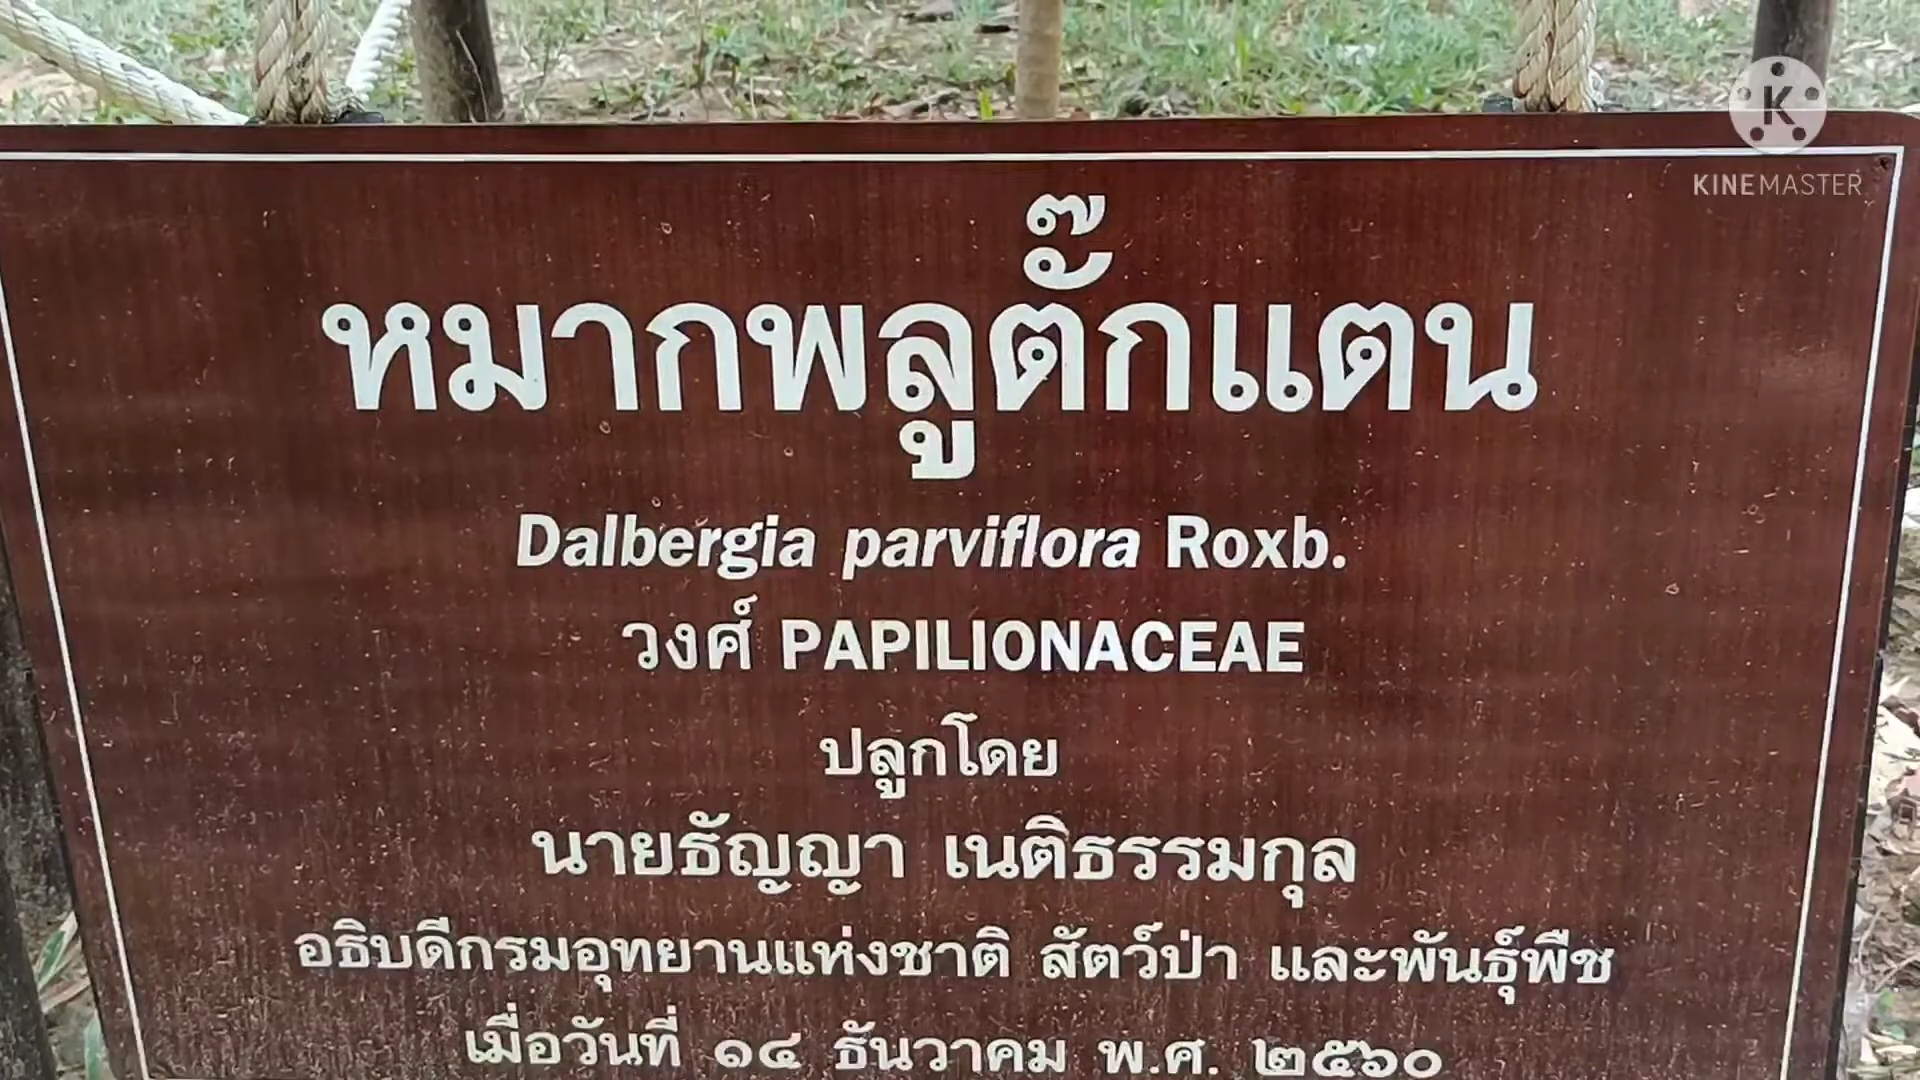 K
KINEMASTER
หมากพลูตั๊กแตน
Dalbergia parviflora Roxb.
วงศ์ PAPILIONACEAE
ปลูกโดย
นายธัญญา เนติธรรมกุล
อธิบดีกรมอุทยานแห่งชาติ สัตว์ป่า และพันธุ์พืช
เมื่อวันที่ ๑๔ ธันวาคม พ.ศ. ๒๕๖๐